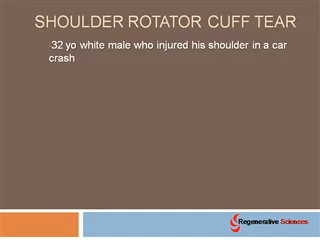 SHOULDER ROTATOR CUFF TEAR
32 yo white male who injured his shoulder in a car
crash
Regenerative Sciences